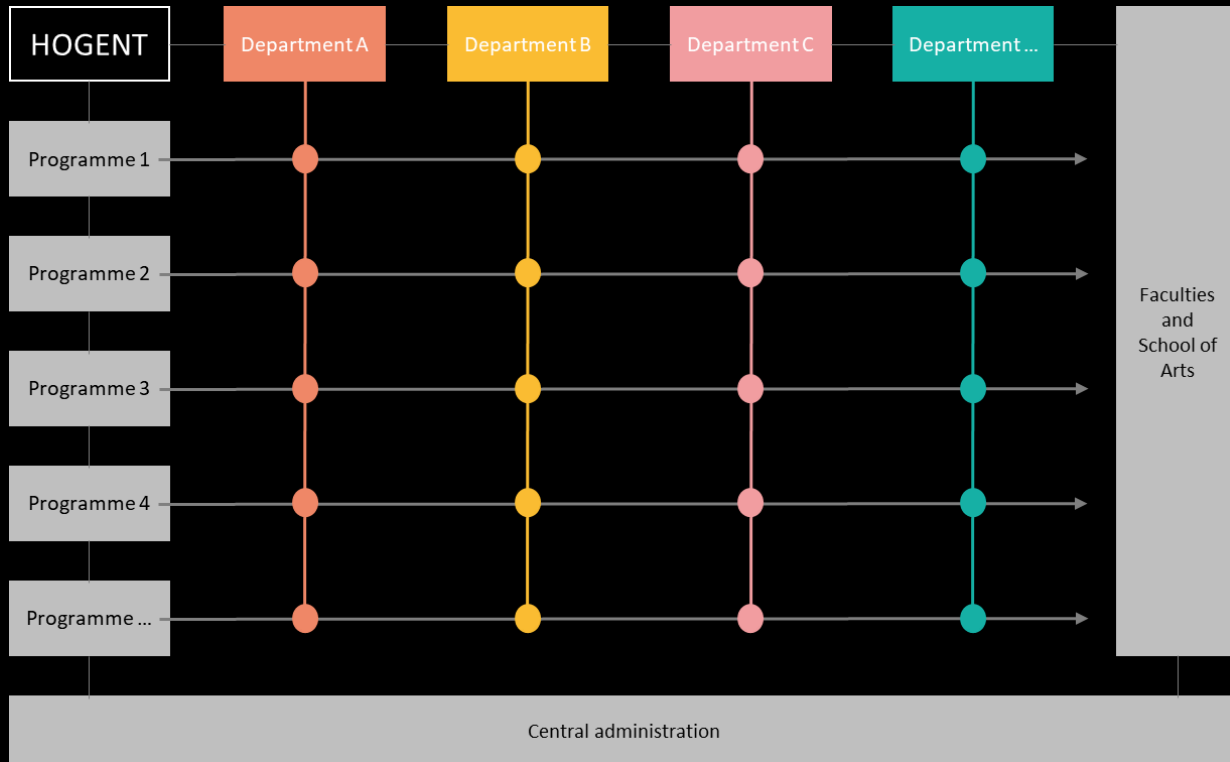 HOGENT
Department A
Department B
Department C
Department ...
Programme 1
Programme 2
Programme 3
Programme 4
Programme ...
Faculties
and
School of
Arts
Central administration